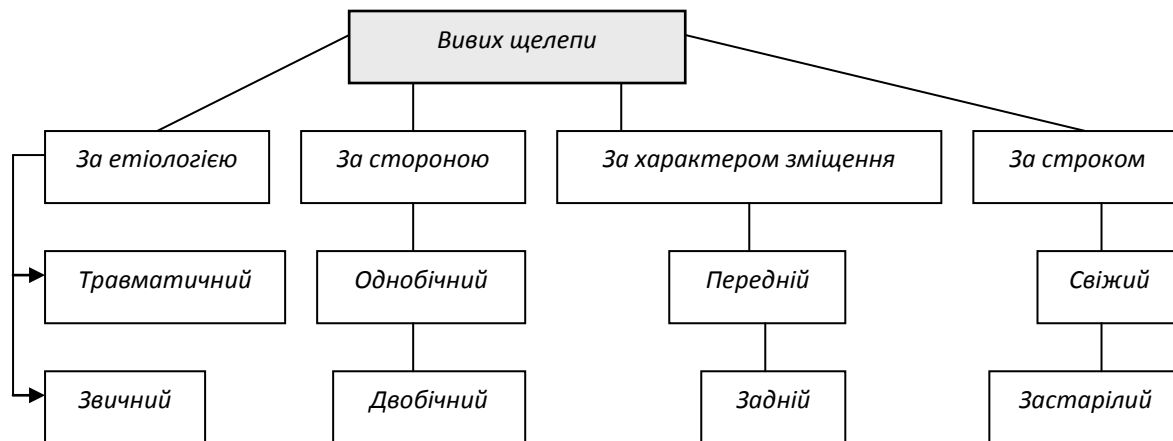 Вивих щелепи
За етіологією
За стороною
За характером зміщення
За строком
Травматичний
Однобічний
Передній
Свіжий
Звичний
Двобічний
Задній
Застарілий